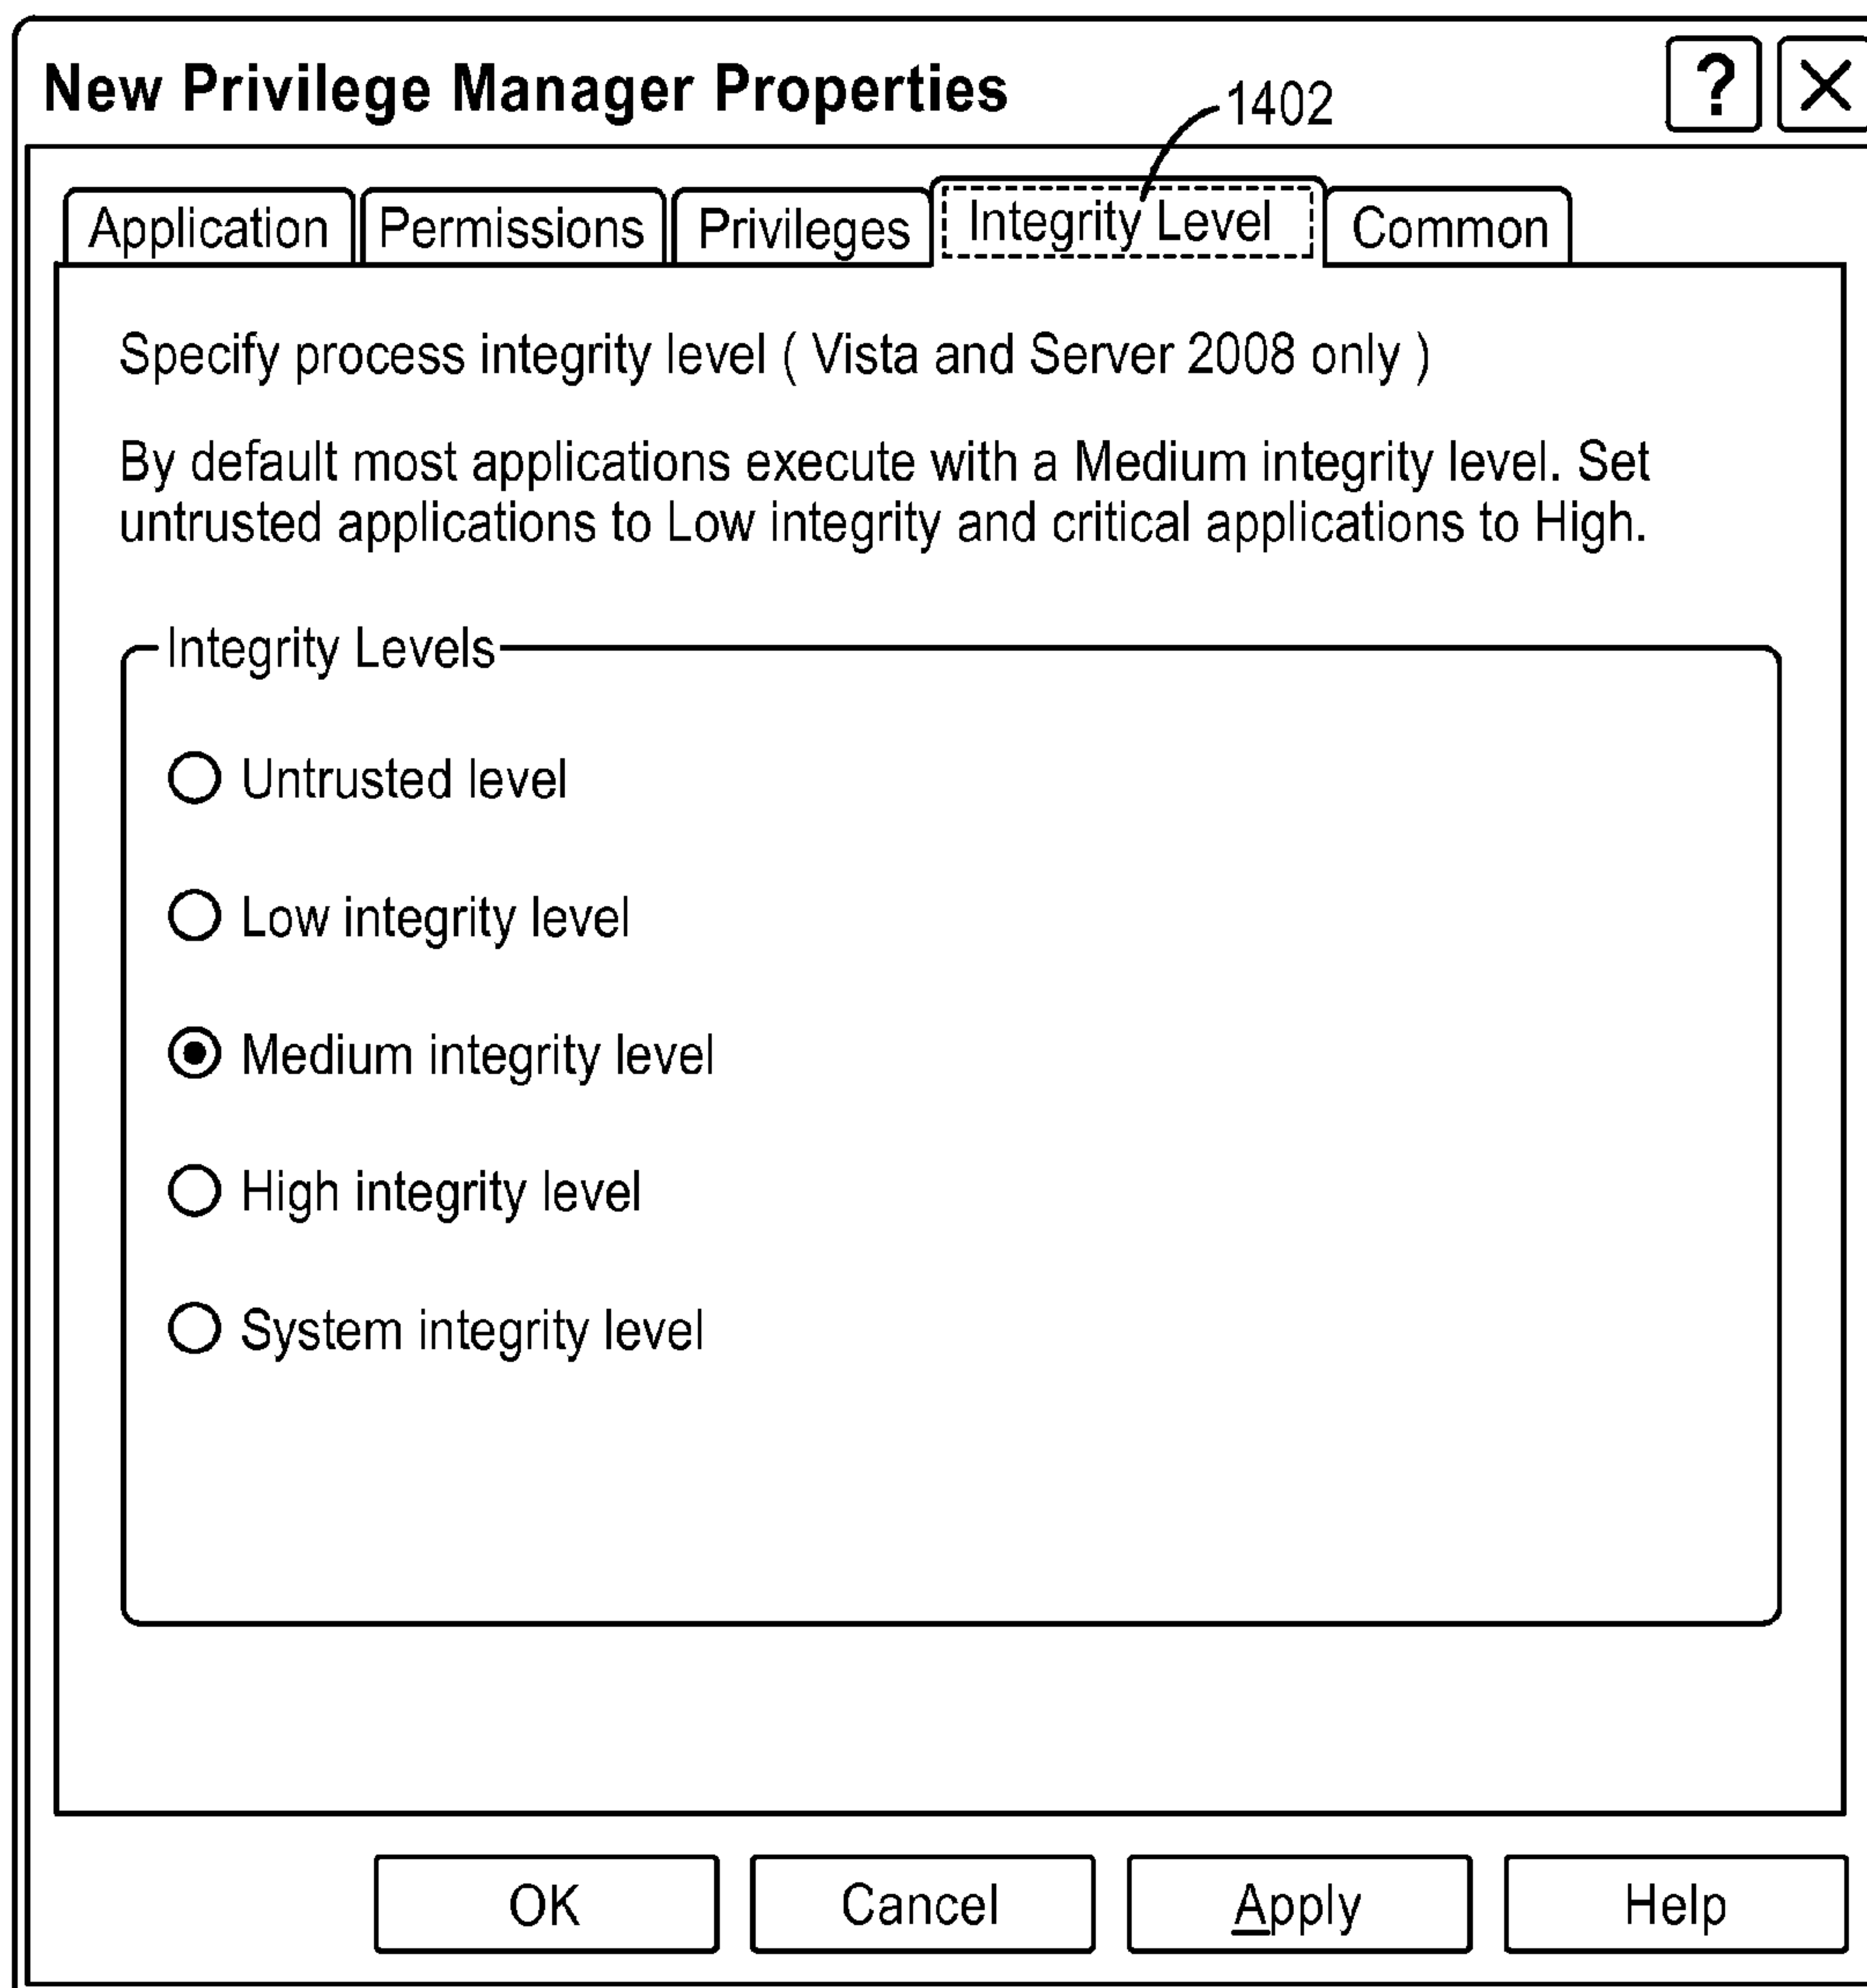 New Privilege Manager Properties
1402
? X
Application Permissions Privileges Integrity Level Common
Specify process integrity level ( Vista and Server 2008 only )
By default most applications execute with a Medium integrity level. Set
untrusted applications to Low integrity and critical applications to High.
Integrity Levels
Untrusted level
Low integrity level
Medium integrity level
High integrity level
System integrity level
OK Cancel Apply Help